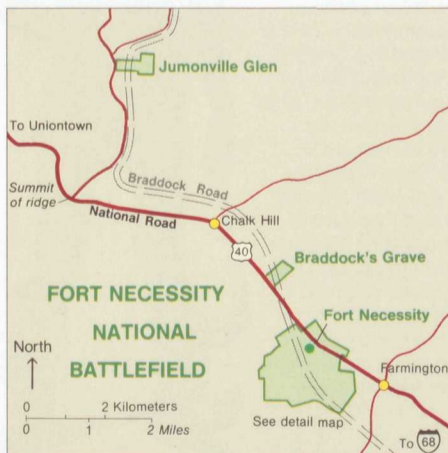 Jumonville Glen
To Uniontown
Braddock Road
Summit
of ridge
National Road
Chalk Hill
40
Braddock's Grave
FORT NECESSITY
NATIONAL
BATTLEFIELD
Fort Necessity
North
Farmington
0 2 Kilometers
0 1 2 Miles
See detail map
To 68